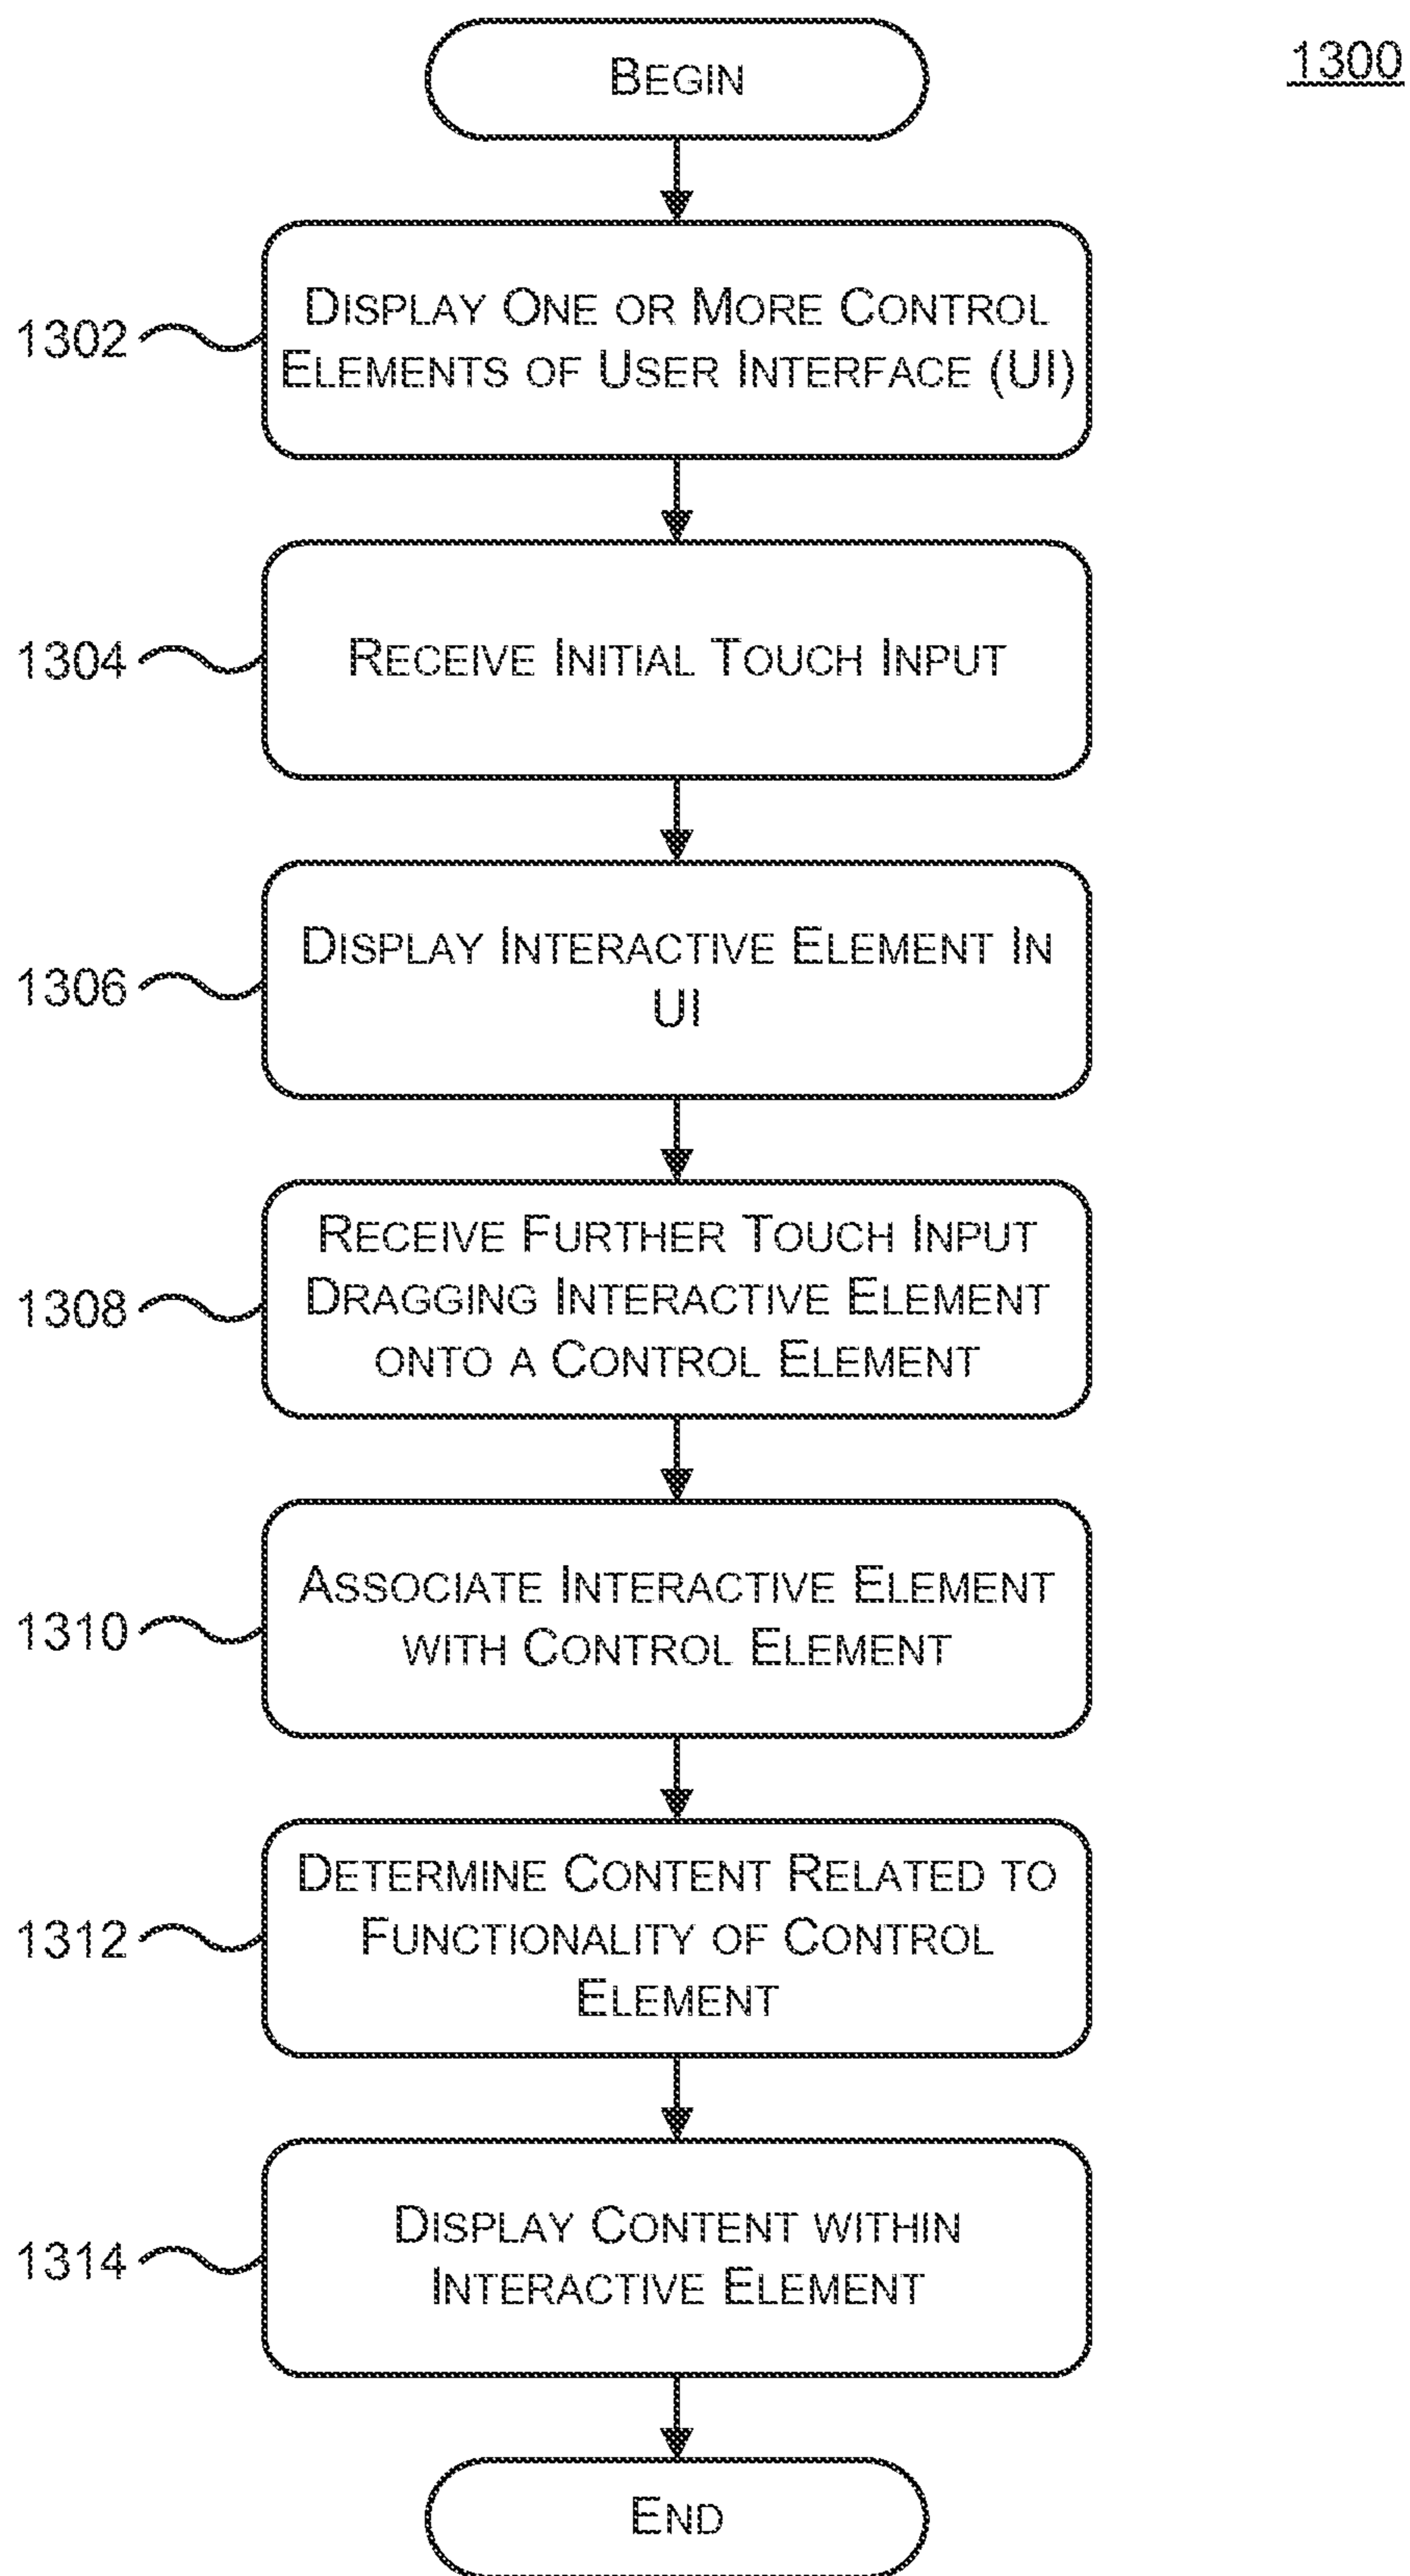 BEGIN
1300
DISPLAY ONE OR MORE CONTROL
1302
ELEMENTS OF USER INTERFACE (UI)
1304
RECEIVE INITIAL TOUCH INPUT
DISPLAY INTERACTIVE ELEMENT IN
1306
UI
RECEIVE FURTHER TOUCH INPUT
1308
DRAGGING INTERACTIVE ELEMENT
ONTO A CONTROL ELEMENT
ASSOCIATE INTERACTIVE ELEMENT
1310
WITH CONTROL ELEMENT
DETERMINE CONTENT RELATED TO
1312
FUNCTIONALITY OF CONTROL
ELEMENT
DISPLAY CONTENT WITHIN
1314
INTERACTIVE ELEMENT
END